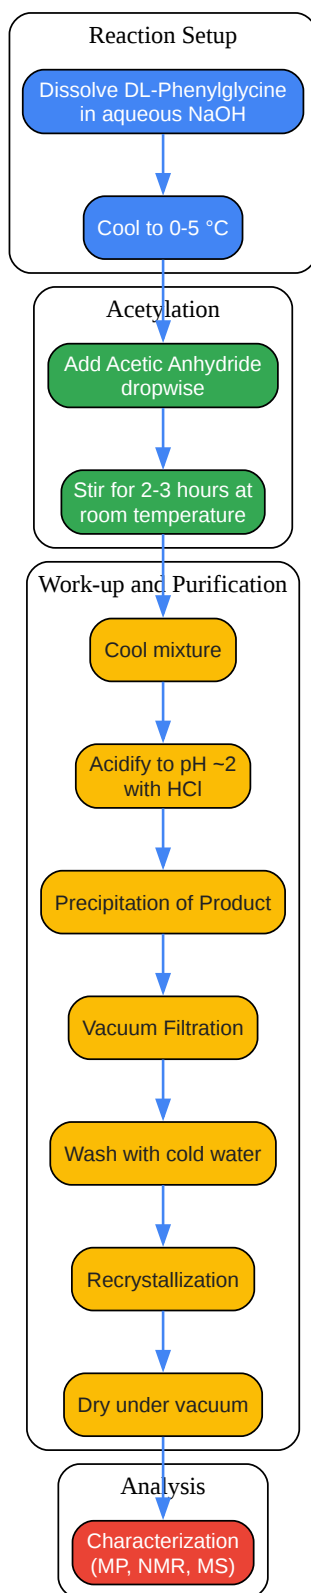 Reaction Setup
Dissolve DL-Phenylglycine
in aqueous NaOH
Cool to 0-5 °C
Acetylation
Add Acetic Anhydride
dropwise
Stir for 2-3 hours at
room temperature
Work-up and Purification
Cool mixture
Acidify to pH ~2
with HCl
Precipitation of Product
Vacuum Filtration
Wash with cold water
Recrystallization
Dry under vacuum
Analysis
Characterization
(MP, NMR, MS)